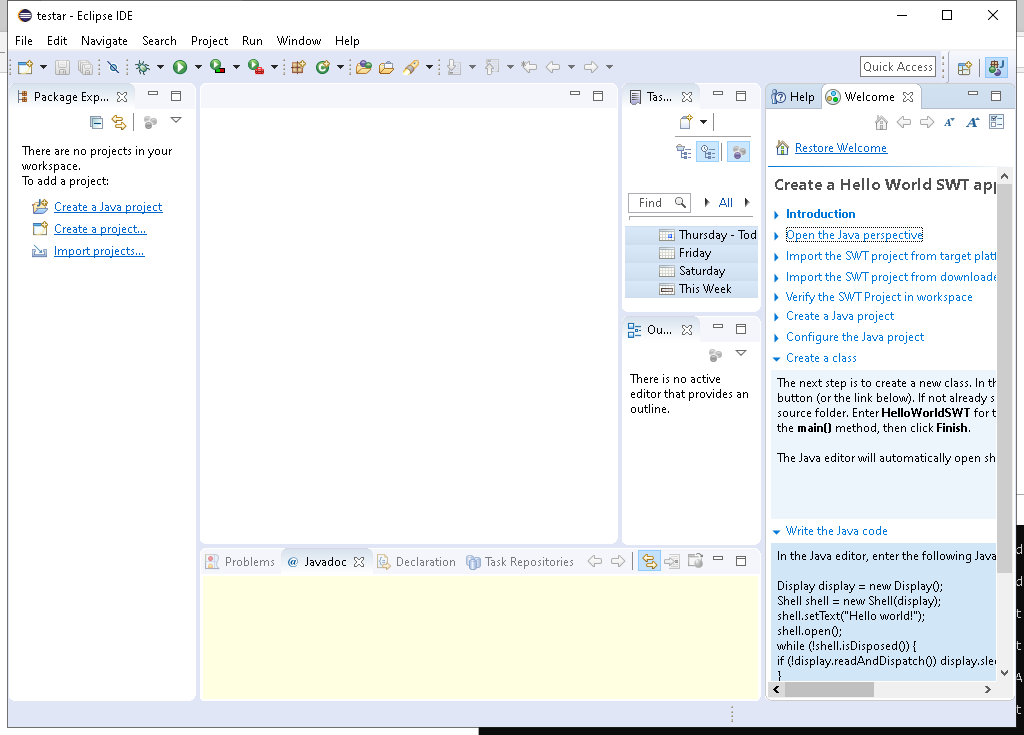 testar - Eclipse IDE
File Edit Navigate Search Project Run Window Help
Quick Access
Package Exp...
There are no projects in your
workspace.
To add a project:
Create a Java project
Create a project...
Import projects...
Tas...
Find
All
Thursday - Tod
Friday
Saturday
This Week
Ou...
There is no active
editor that provides an
outline.
Problems @ Javadoc Declaration Task Repositories
Help Welcome
Restore Welcome
Create a Hello World SWT app
Introduction
Open the Java perspective
Import the SWT project from target platf
Import the SWT project from downloade
Verify the SWT Project in workspace
Create a Java project
Configure the Java project
Create a class
The next step is to create a new class. In th
button (or the link below). If not already s
source folder. Enter HelloWorldSWT for t
the main() method, then click Finish.
The Java editor will automatically open sh
Write the Java code
In the Java editor, enter the following Java
Display display = new Display();
Shell shell = new Shell(display);
shell.setText("Hello world!");
shell.open();
while (!shell.isDisposed()) {
if (!display.readAndDispatch()) display.slee
}